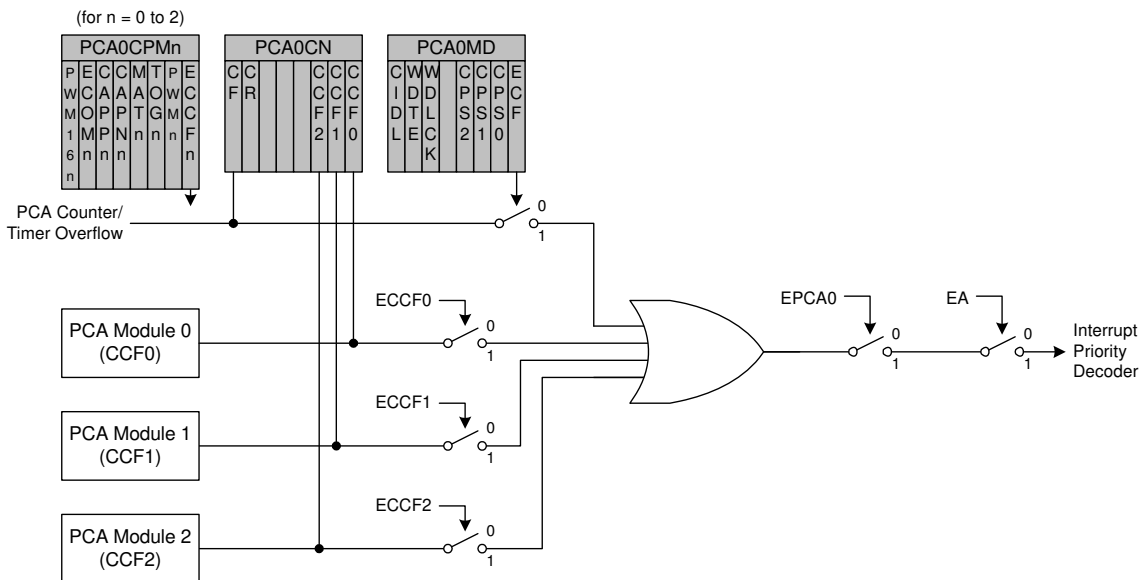 (for n = 0 to 2)
PCA0CPMn
PWM16n
ECOMn
CAPPn
CAPNn
MATn
TOGn
PWMn
ECCFn
PCA0CN
CF
CR
CCF2
CCF1
CCF0
PCA0MD
CIDL
WDTE
WDLCK
CPS2
CPS1
CPS0
ECF
PCA Counter/
Timer Overflow
0
1
PCA Module 0
(CCF0)
ECCF0
0
1
EPCA0
0
1
EA
0
1
Interrupt
Priority
Decoder
PCA Module 1
(CCF1)
ECCF1
0
1
PCA Module 2
(CCF2)
ECCF2
0
1